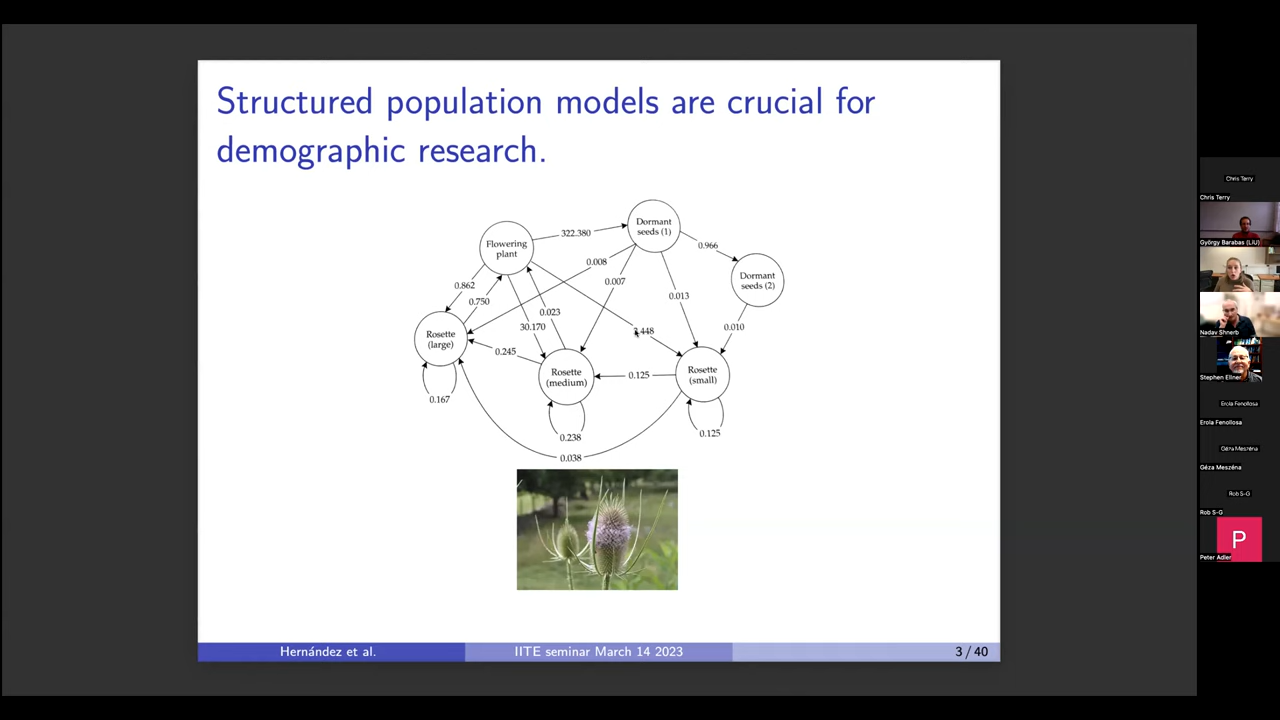 Structured population models are crucial for
demographic research.
Dormant
seeds (1)
Flowering
plant
322.380
0.966
0.008
Dormant
seeds (2)
0.862
0.007
0.750
0.013
0.023
30.170
0.010
Rosette
(large)
0.245
Rosette
(medium)
0.125
Rosette
(small)
0.167
0.238
0.125
0.038
Hernández et al.
IITE seminar March 14 2023
3 / 40
Chris Terry
Chris Terry
György Barabas (LiU)
Nadav Shnerb
Stephen Ellner
Erola Fenollosa
Erola Fenollosa
Géza Meszéna
Géza Meszéna
Rob S-G
Rob S-G
P
Peter Adler